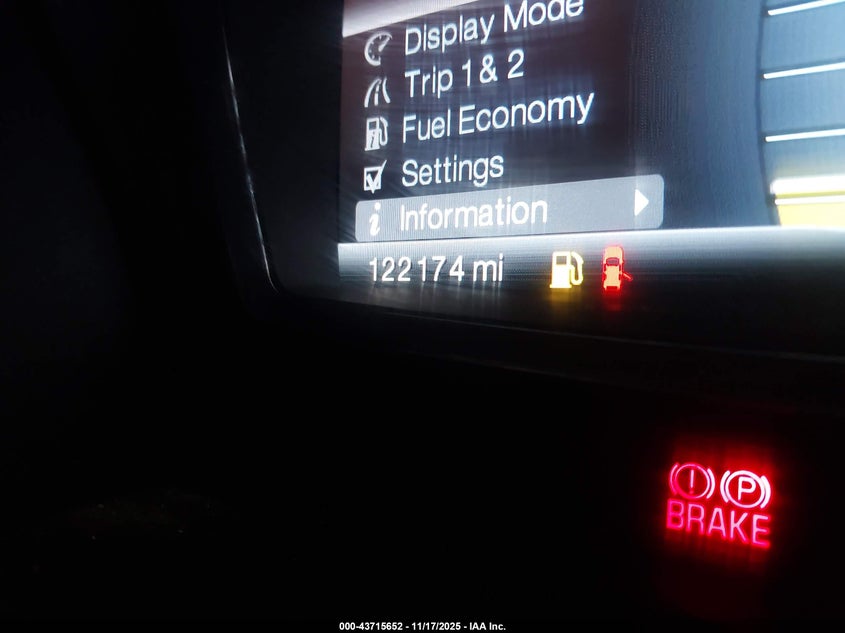 Display Mode
Trip 1 & 2
Fuel Economy
Settings
Information
122174 mi
P
BRAKE
000-43715652 - 11/17/2025 - IAA Inc.